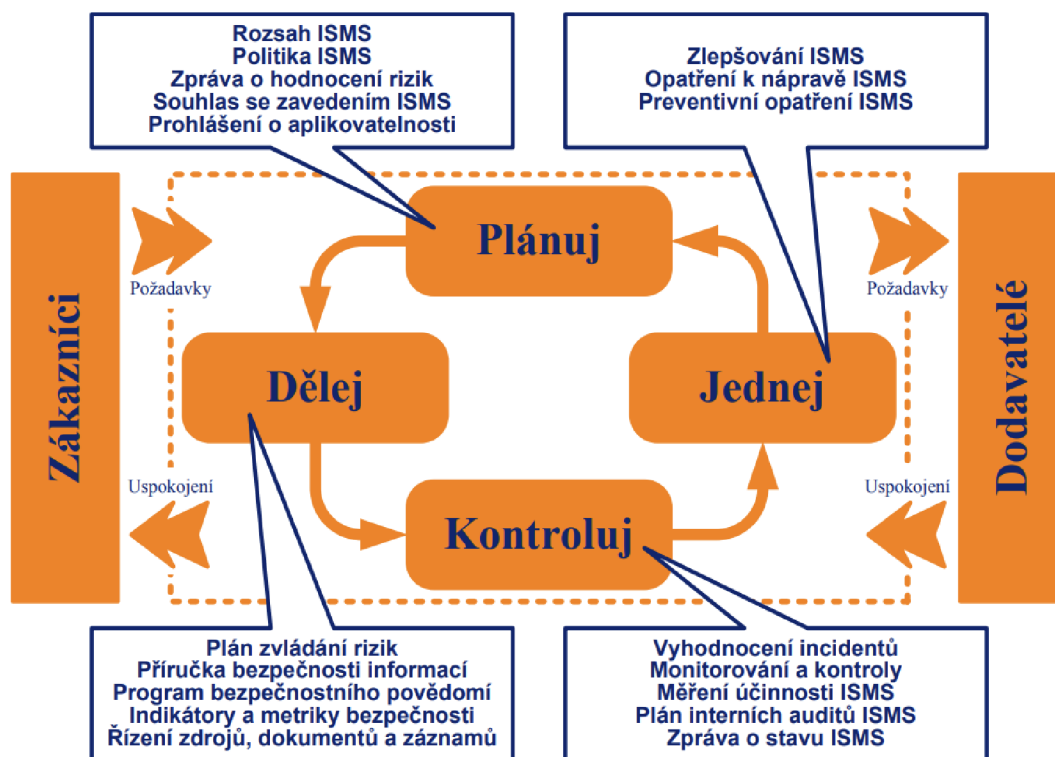 Rozsah ISMS
Politika ISMS
Zpráva o hodnocení rizik
Souhlas se zavedením ISMS
Prohlášení o aplikovatelnosti
Zlepšování ISMS
Opatření k nápravě ISMS
Preventivní opatření ISMS
Zákazníci
Požadavky
Plánuj
Požadavky
Dodavatelé
Dělej
Jednej
Uspokojení
Kontroluj
Uspokojení
Plán zvládání rizik
Příručka bezpečnosti informací
Program bezpečnostního povědomí
Indikátory a metriky bezpečnosti
Řízení zdrojů, dokumentů a záznamů
Vyhodnocení incidentů
Monitorování a kontroly
Měření účinnosti ISMS
Plán interních auditů ISMS
Zpráva o stavu ISMS